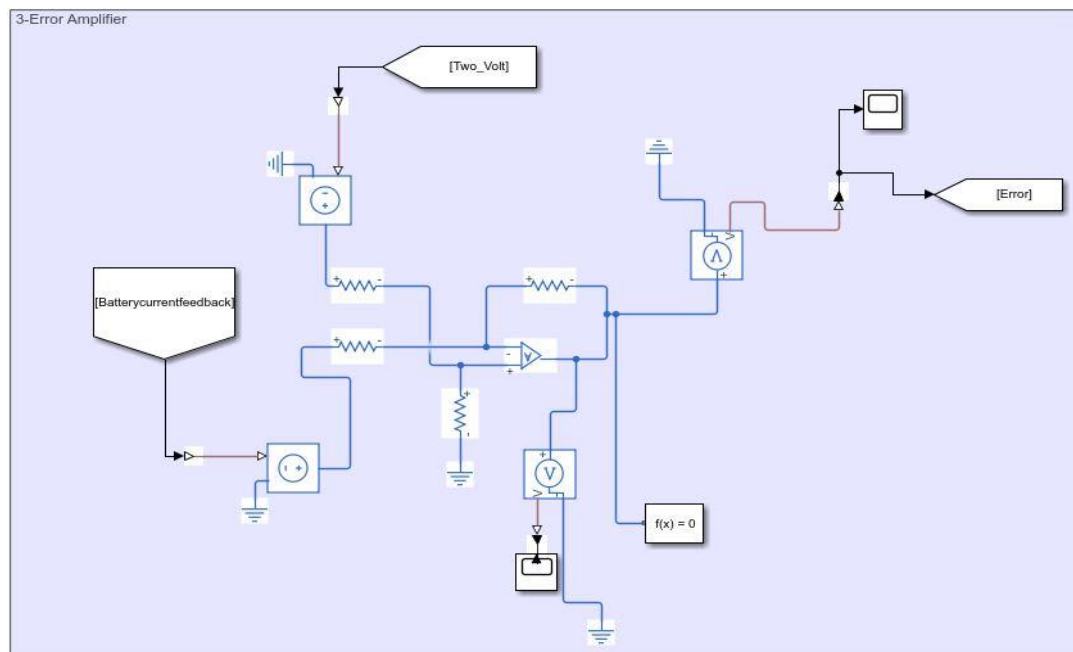 3-Error Amplifier
[Two_Volt]
[Error]
[Batterycurrentfeedback]
f(x) = 0